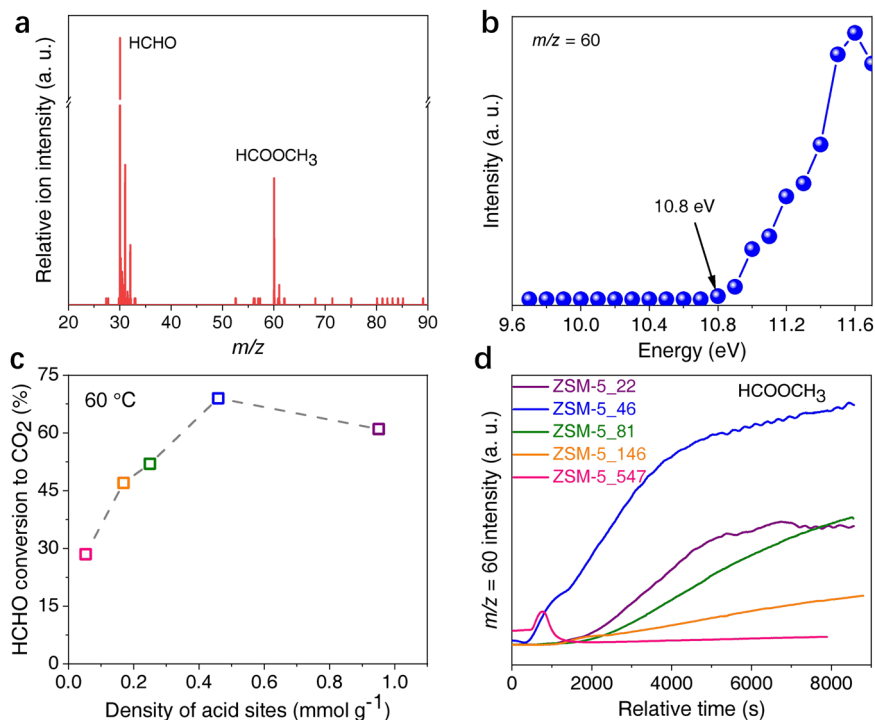 a
HCHO
HCOOCH3
Relative ion intensity (a. u.)
20 30 40 50 60 70 80 90
m/z
b
m/z = 60
10.8 eV
Intensity (a. u.)
9.6 10.0 10.4 10.8 11.2 11.6
Energy (eV)
c
60 °C
HCHO conversion to CO2 (%)
75
60
45
30
15
0
0.0 0.2 0.4 0.6 0.8 1.0
Density of acid sites (mmol g-1)
d
ZSM-5_22
ZSM-5_46
ZSM-5_81
ZSM-5_146
ZSM-5_547
HCOOCH3
m/z = 60 intensity (a. u.)
0 2000 4000 6000 8000
Relative time (s)